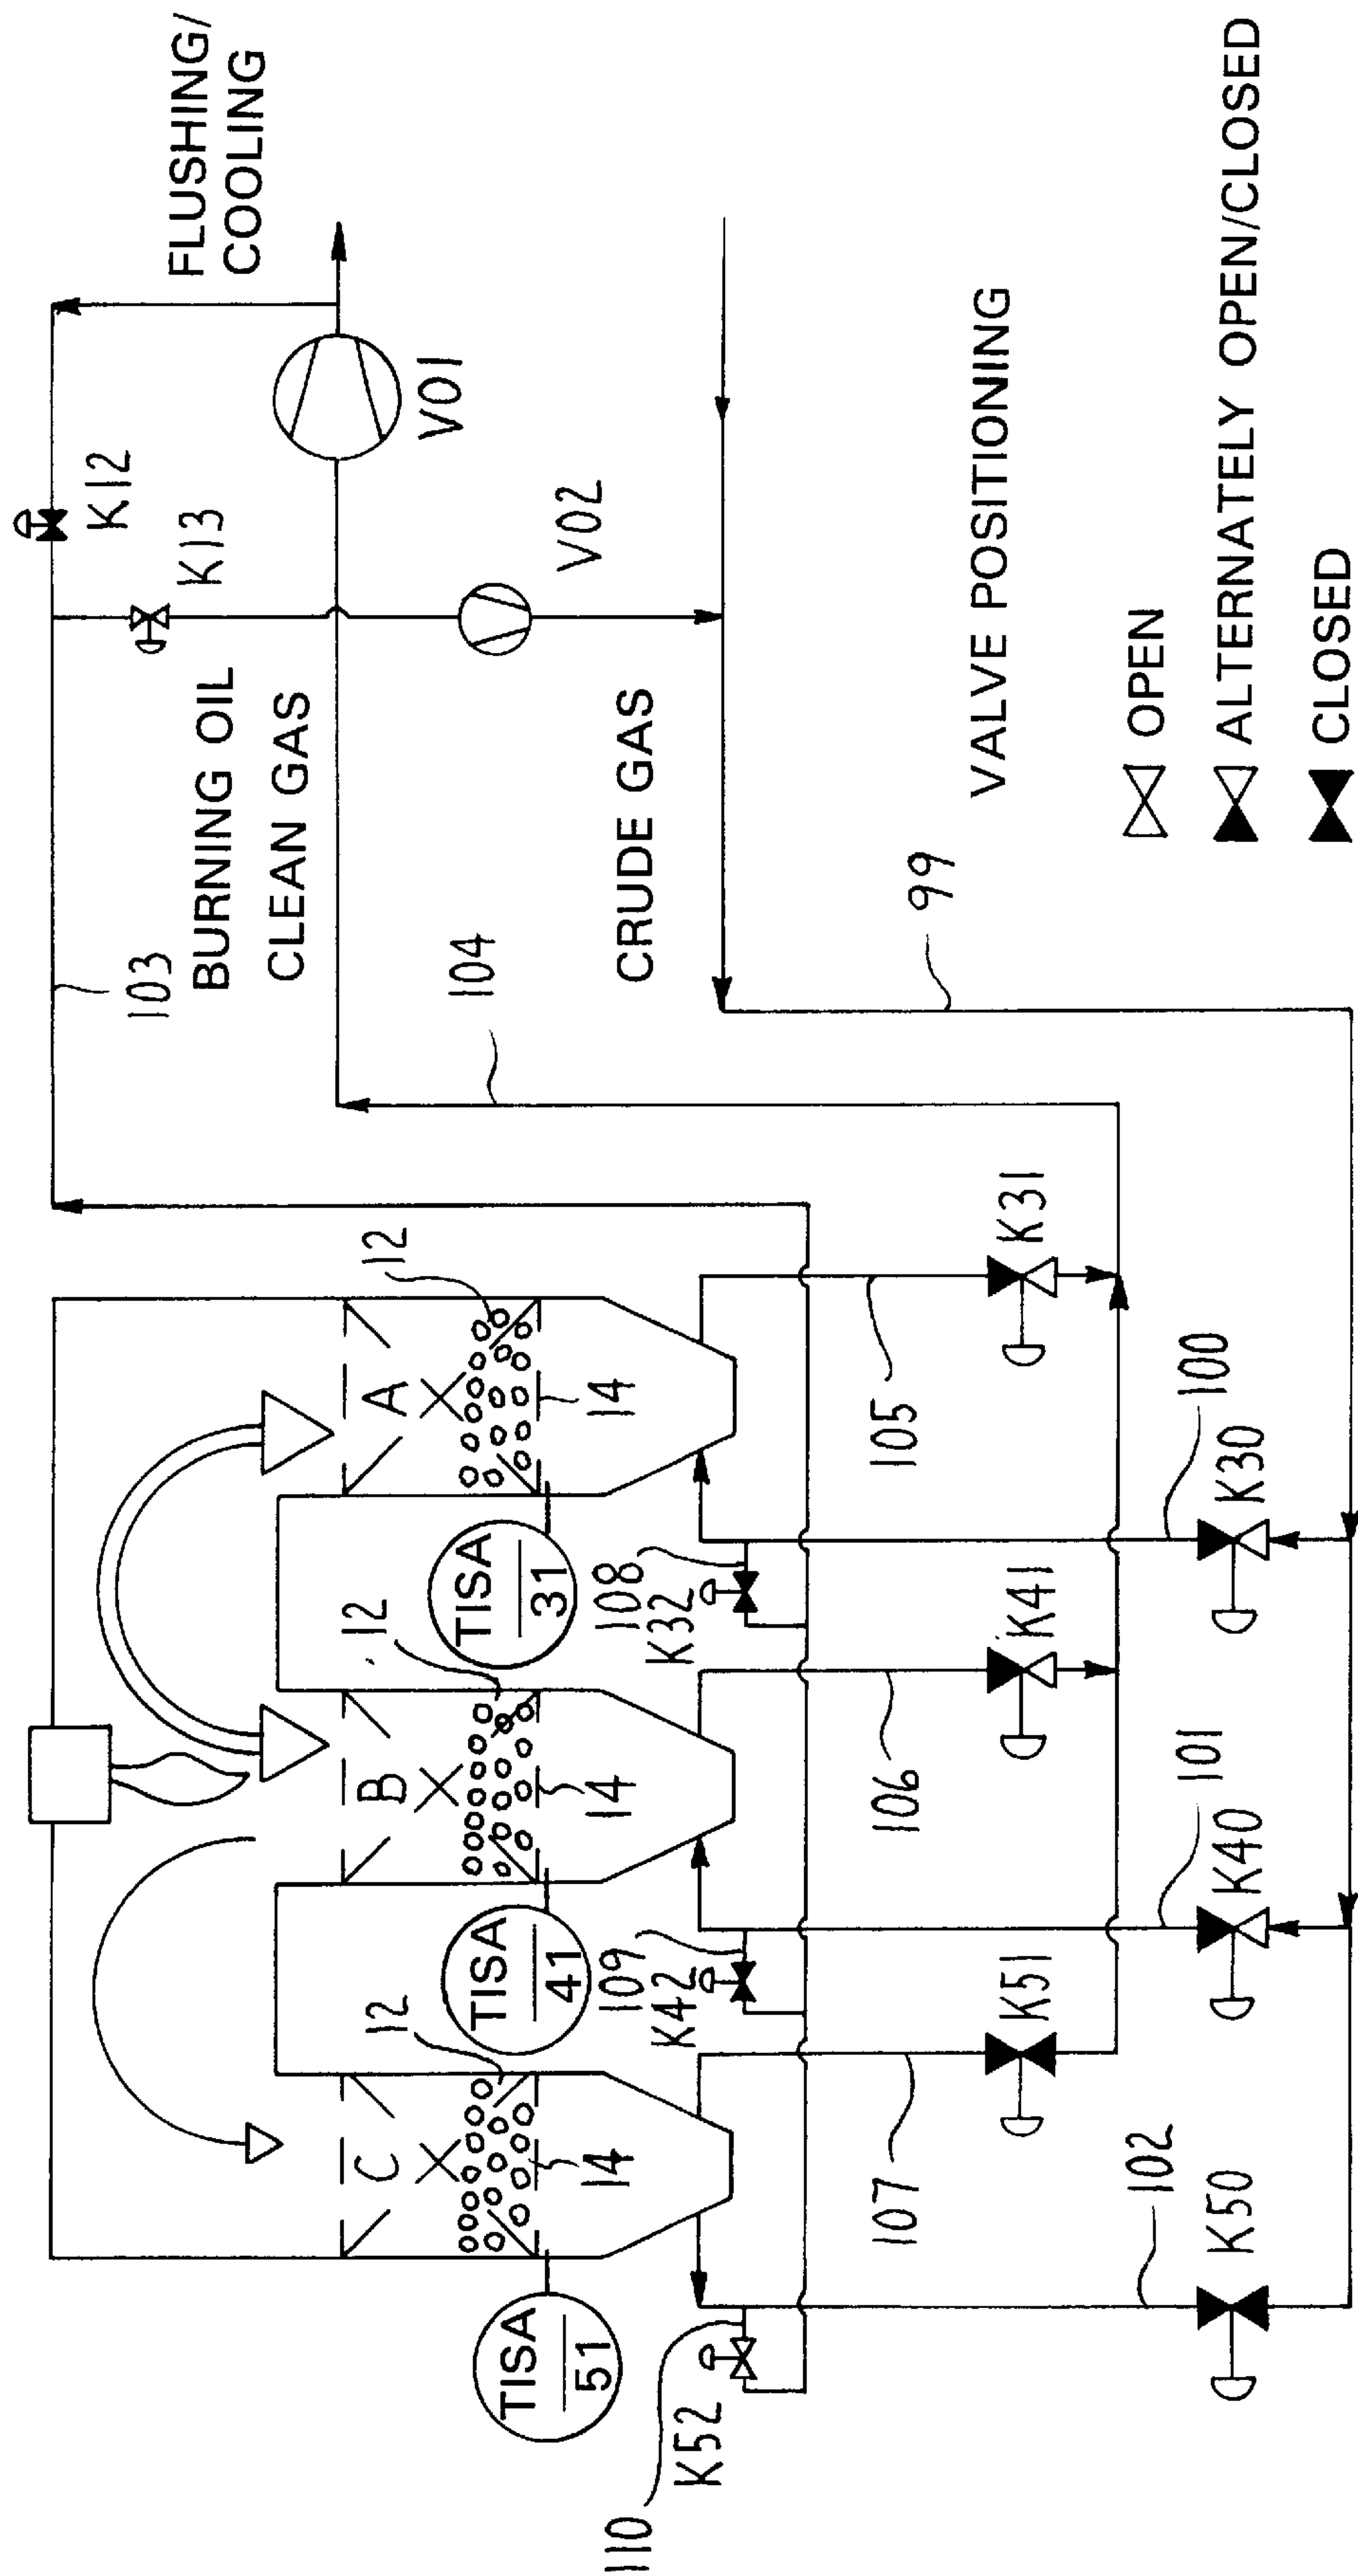 FLUSHING/
COOLING
K12
K13
V01
V02
103
BURNING OIL
CLEAN GAS
104
CRUDE GAS
99
VALVE POSITIONING
OPEN
ALTERNATELY OPEN/CLOSED
CLOSED
C
B
A
12
12
12
14
14
14
TISA
51
TISA
41
TISA
31
110
K52
109
K42
108
K32
107
106
105
K51
K41
K31
102
101
100
K50
K40
K30